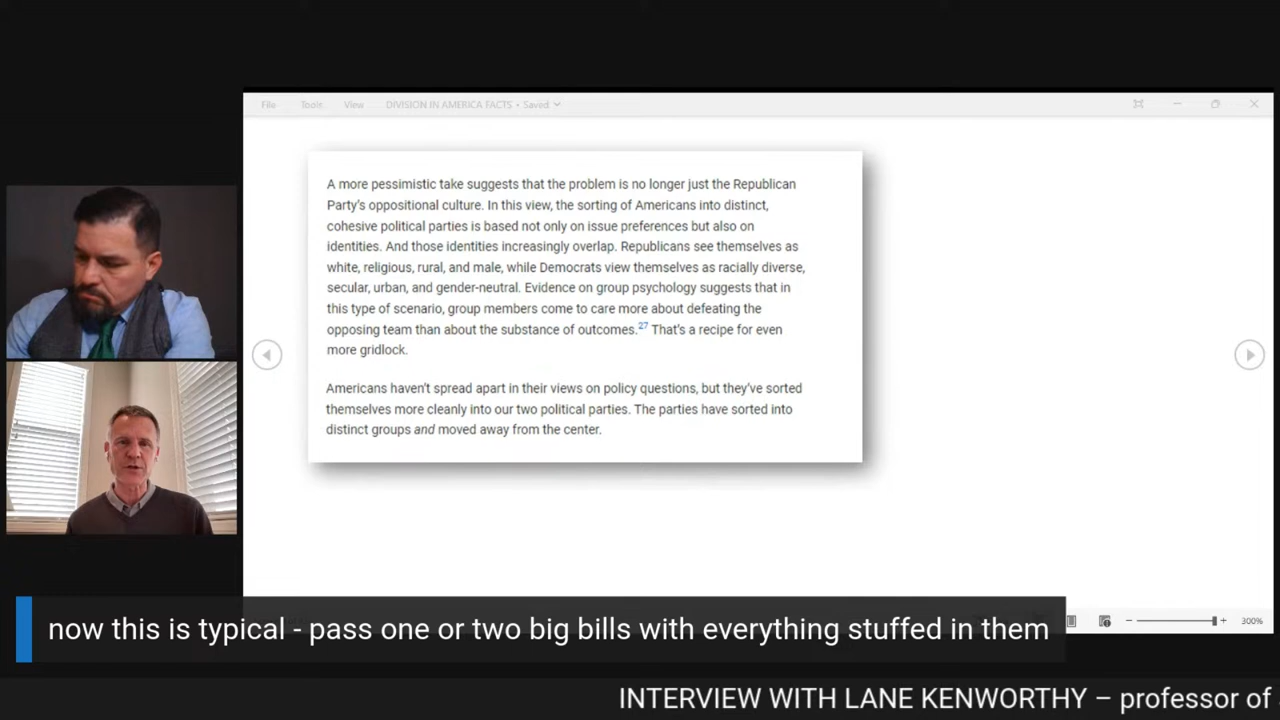 File Tools View DIVISION IN AMERICA FACTS • Saved
A more pessimistic take suggests that the problem is no longer just the Republican
Party's oppositional culture. In this view, the sorting of Americans into distinct,
cohesive political parties is based not only on issue preferences but also on
identities. And those identities increasingly overlap. Republicans see themselves as
white, religious, rural, and male, while Democrats view themselves as racially diverse,
secular, urban, and gender-neutral. Evidence on group psychology suggests that in
this type of scenario, group members come to care more about defeating the
opposing team than about the substance of outcomes.27 That's a recipe for even
more gridlock.
Americans haven't spread apart in their views on policy questions, but they've sorted
themselves more cleanly into our two political parties. The parties have sorted into
distinct groups and moved away from the center.
300%
now this is typical - pass one or two big bills with everything stuffed in them
INTERVIEW WITH LANE KENWORTHY – professor of